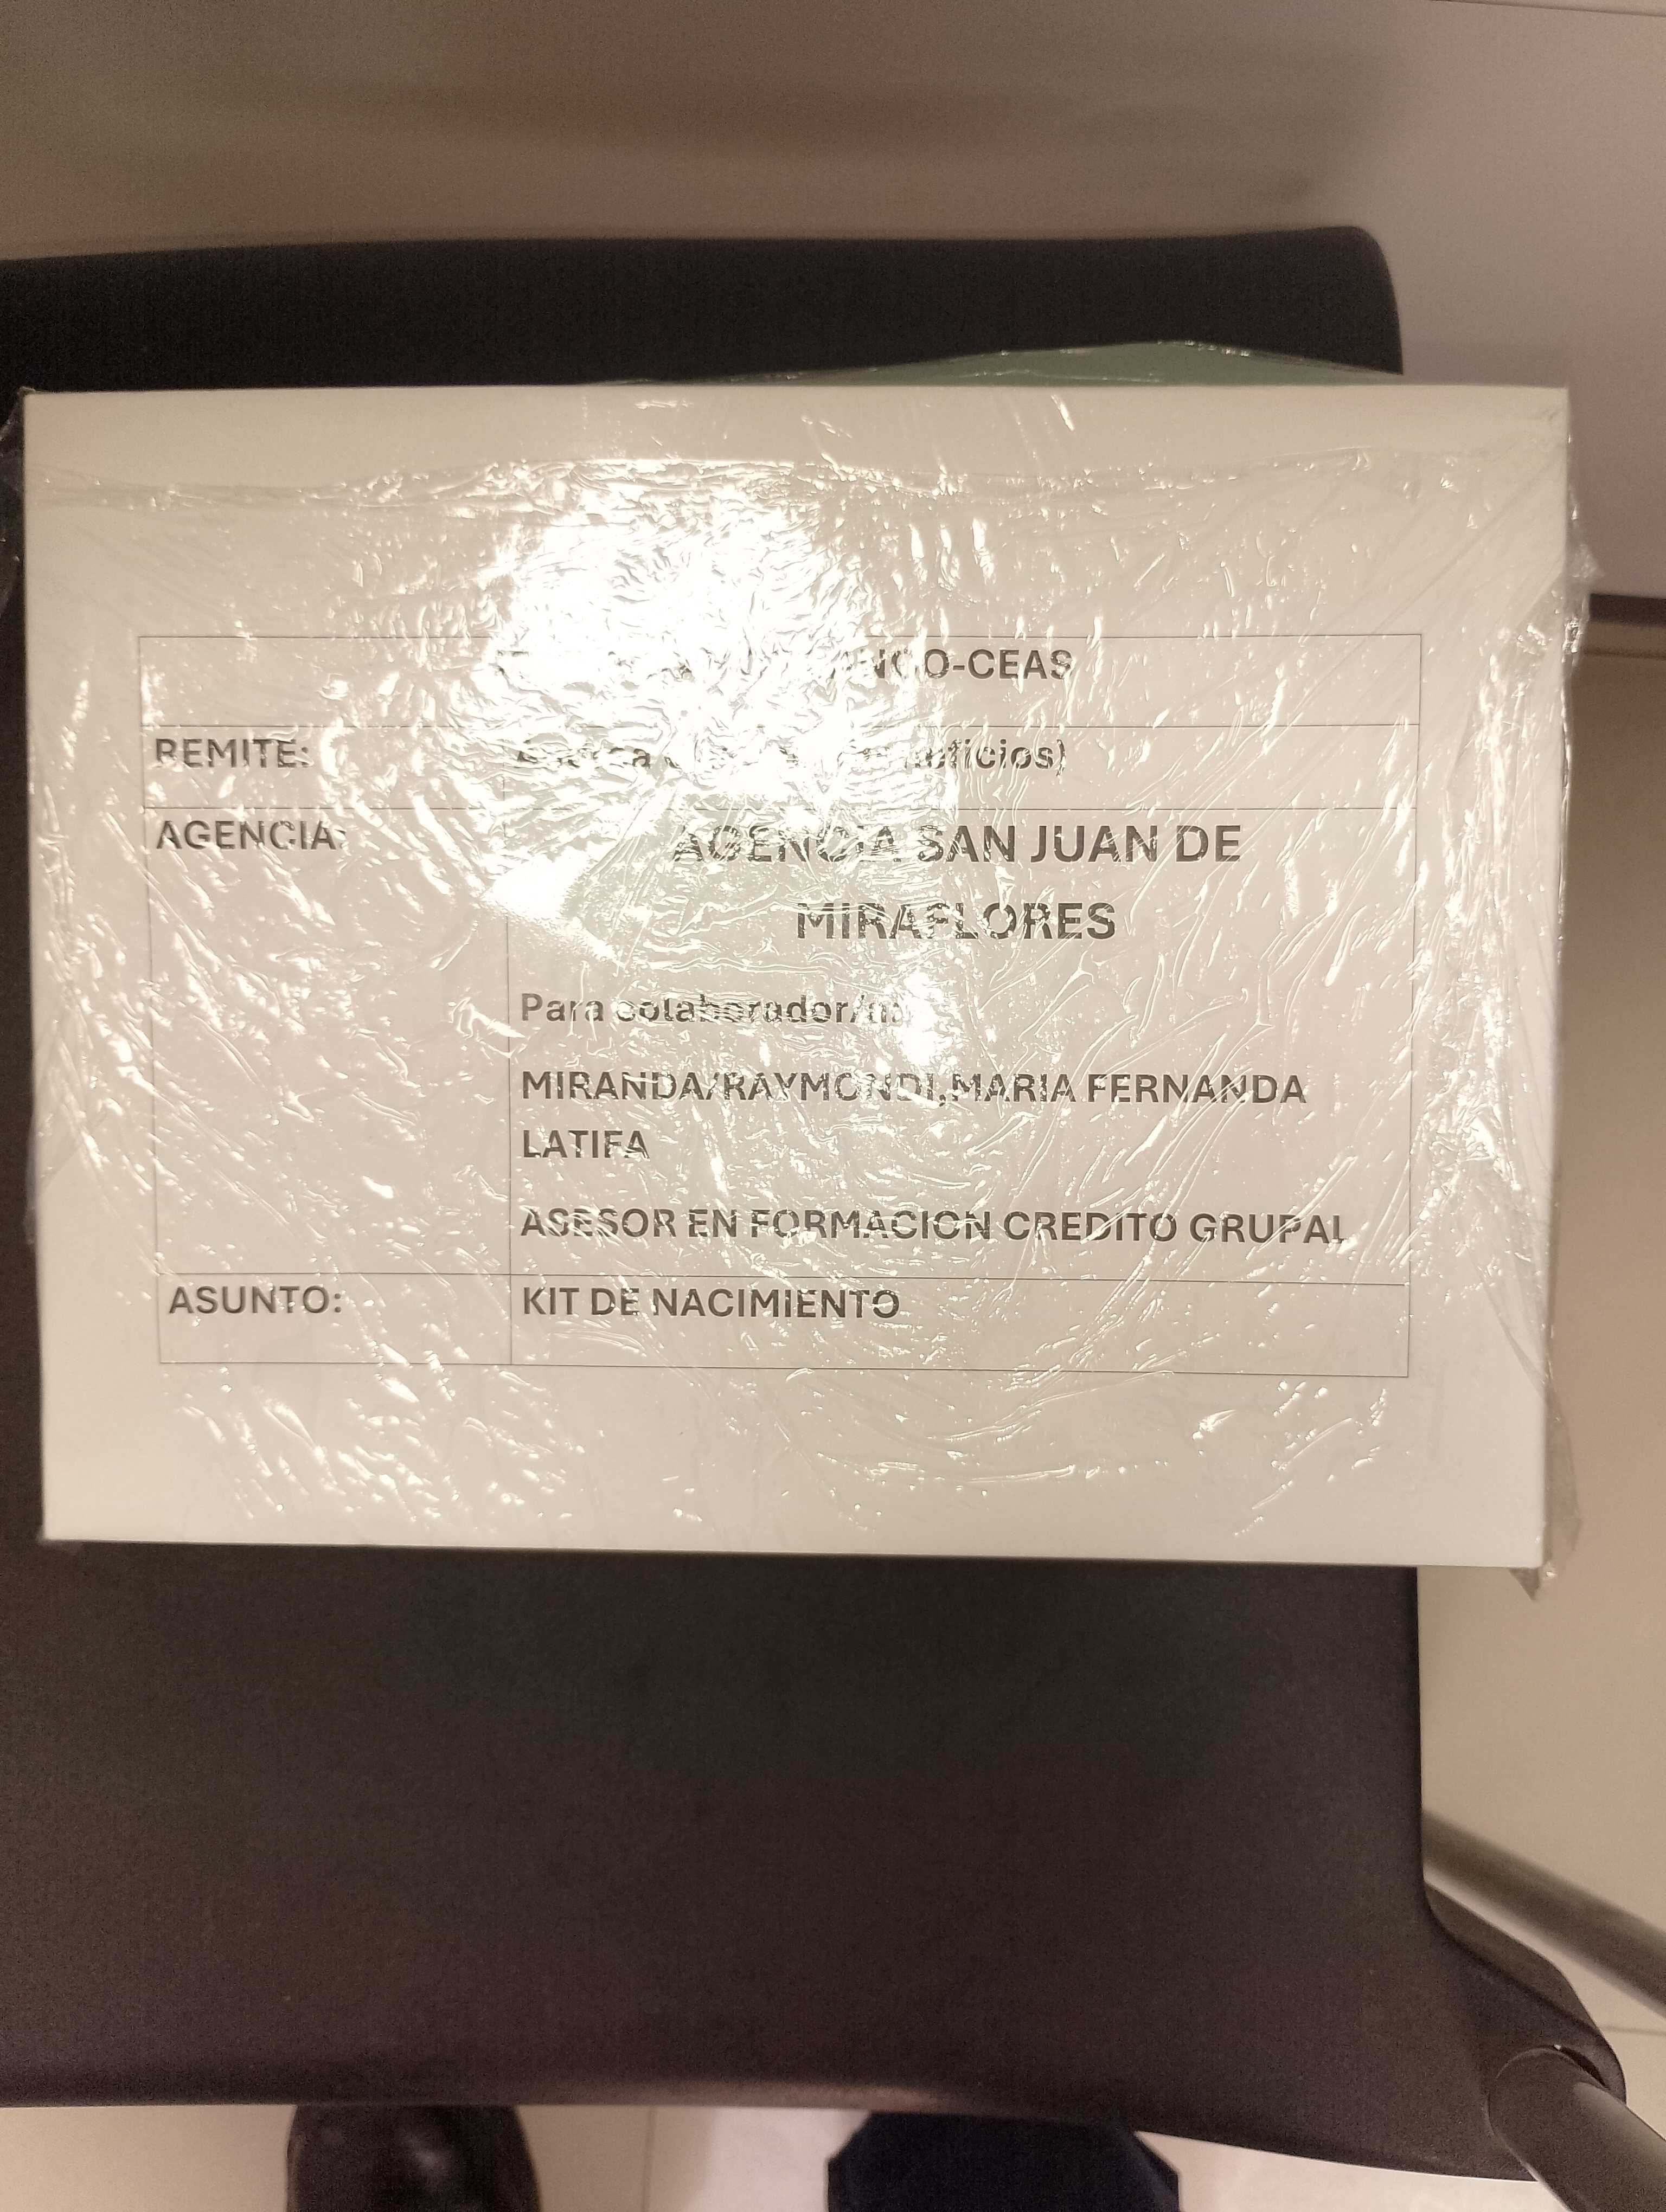 REMITE:
AGENCIA:
AGENCIA SAN JUAN DE
MIRAFLORES
Para
MIRANDA/RAYMONDI,MARIA FERNANDA
LATIFA
ASESOR EN FORMACION CREDITO GRUPAL
ASUNTO:
KIT DE NACIMIENTO